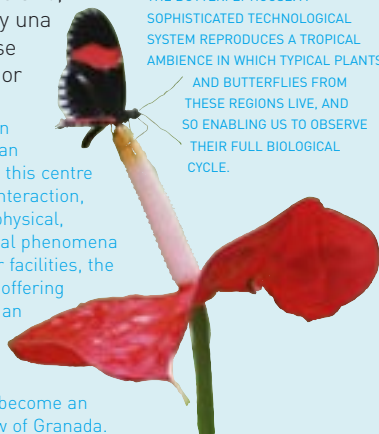 y una
se
or
n
an
this centre
nteraction,
physical,
al phenomena
r facilities, the
offering
an
become an
w of Granada.
SOPHISTICATED TECHNOLOGICAL
SYSTEM REPRODUCES A TROPICAL
AMBIENCE IN WHICH TYPICAL PLANTS
AND BUTTERFLIES FROM
THESE REGIONS LIVE, AND
SO ENABLING US TO OBSERVE
THEIR FULL BIOLOGICAL
CYCLE.